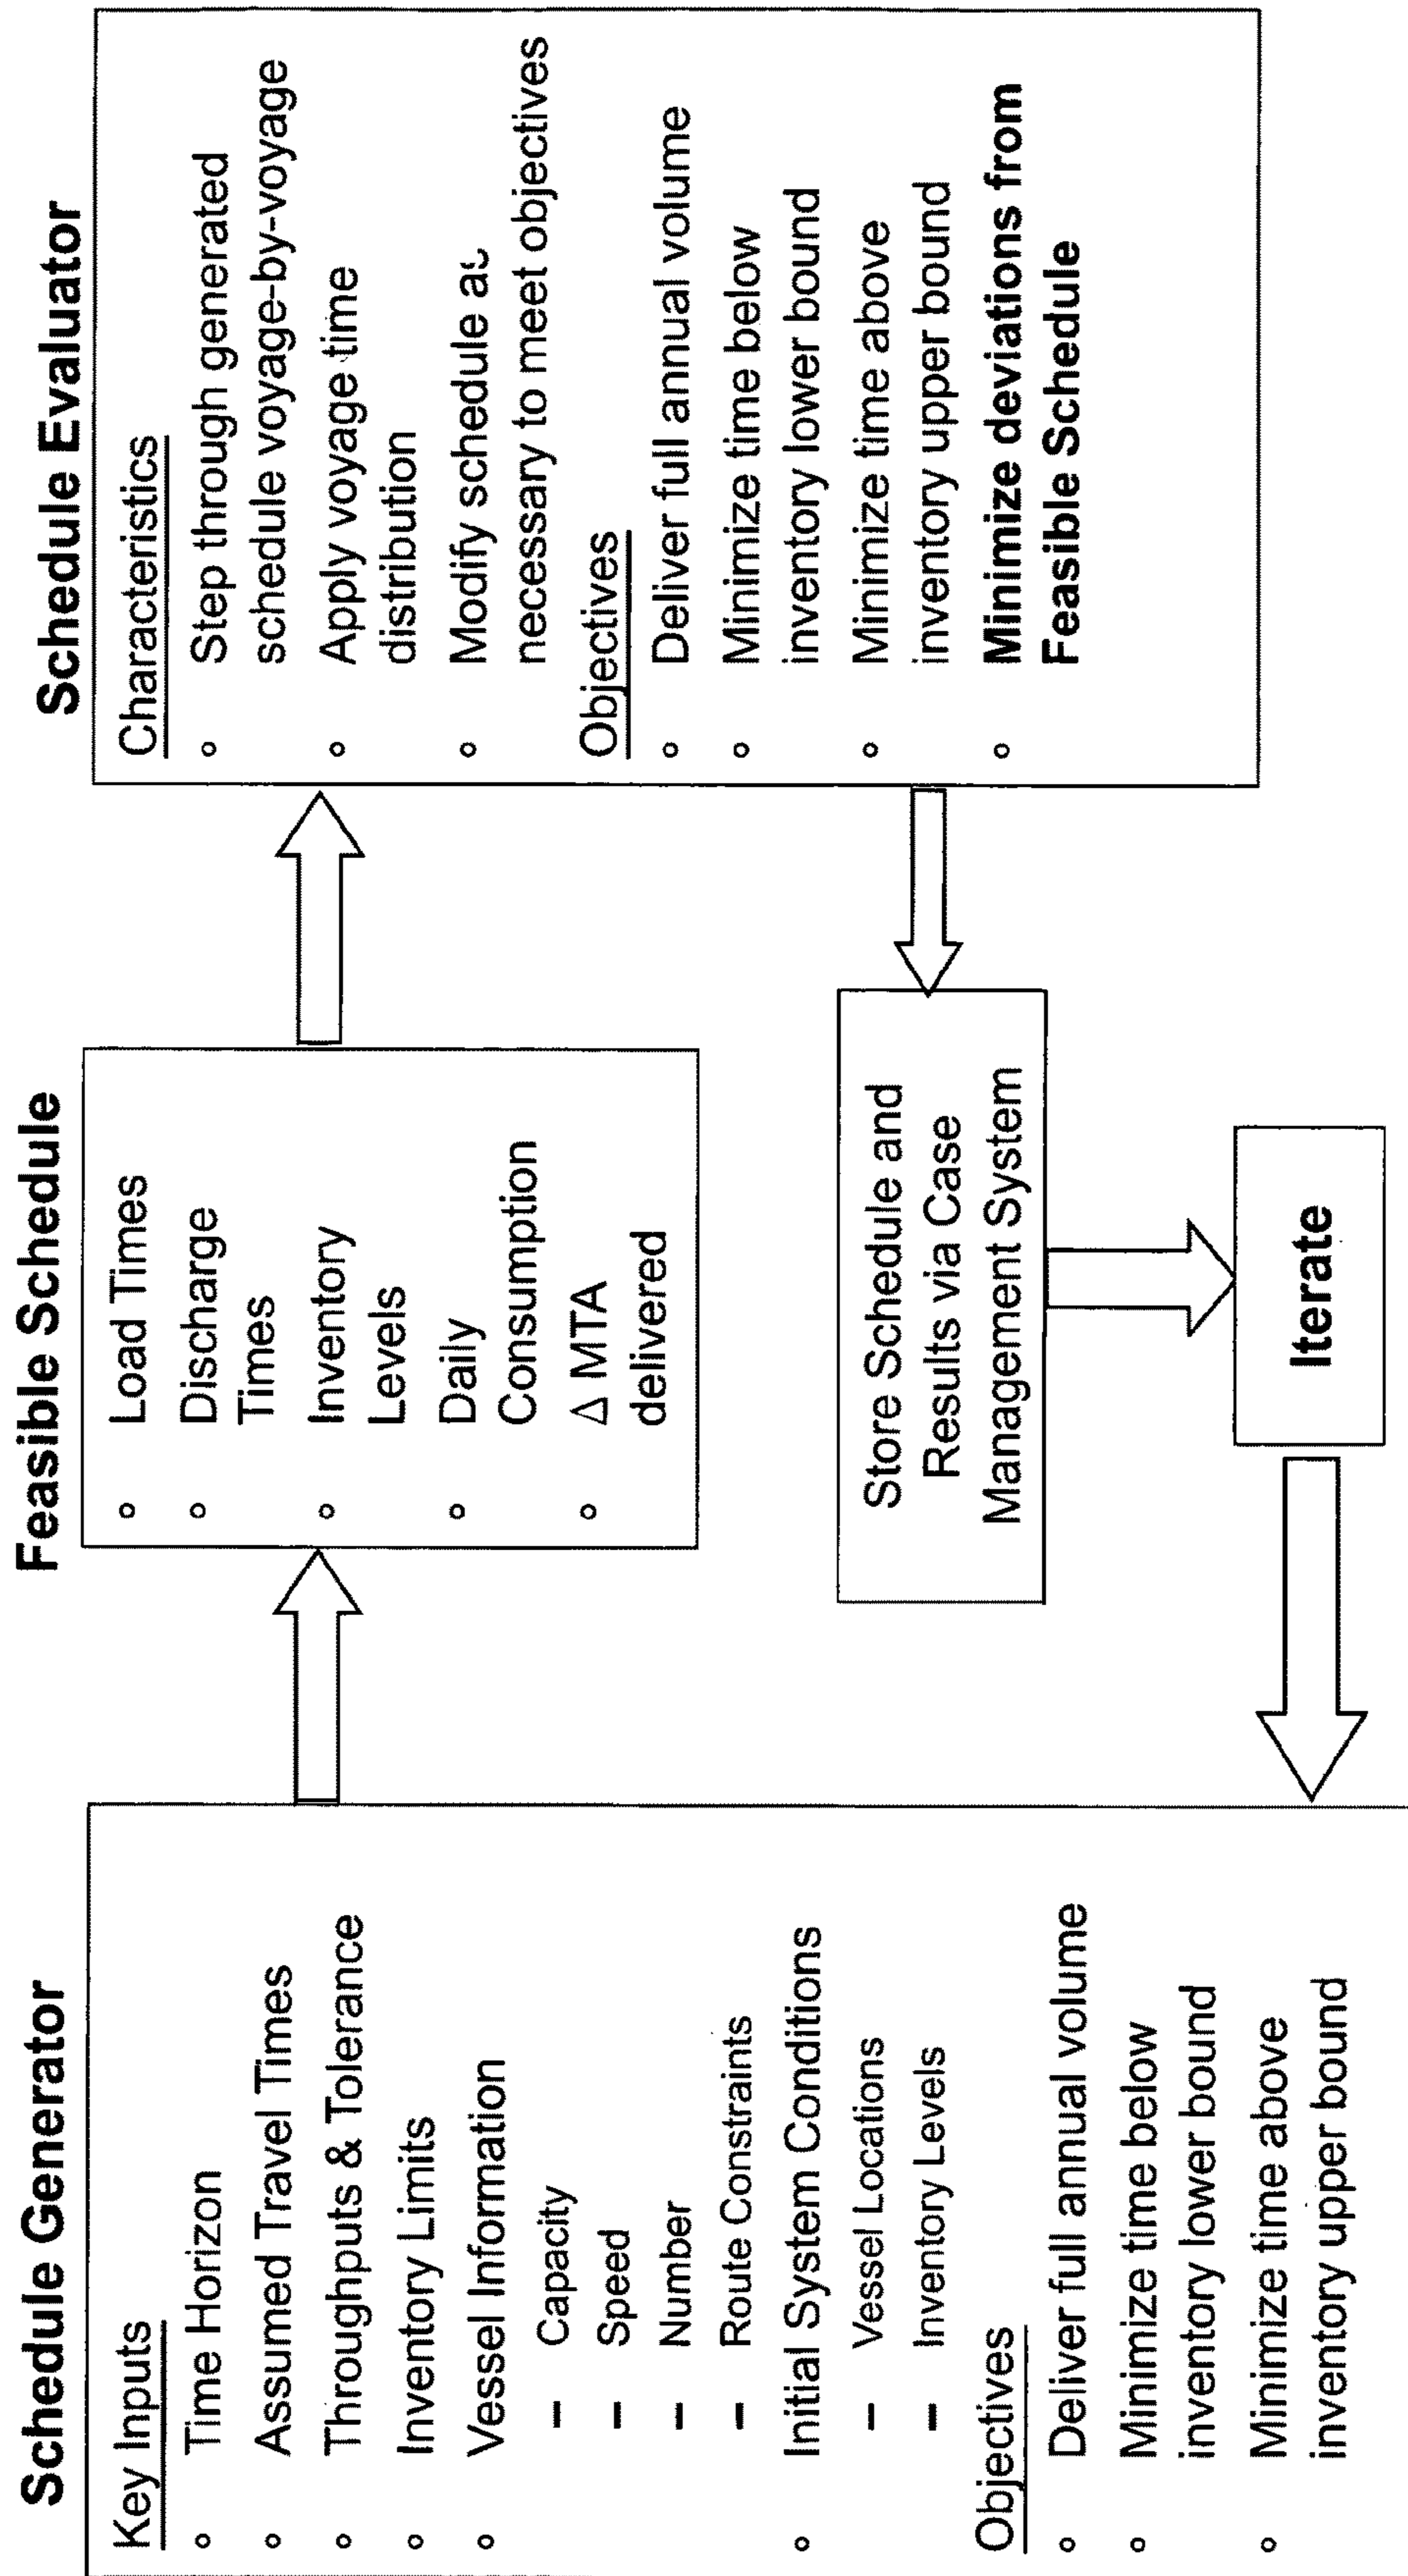 Schedule Generator
Key Inputs
Time Horizon
Assumed Travel Times
Throughputs & Tolerance
Inventory Limits
Vessel Information
– Capacity
– Speed
– Number
– Route Constraints
Initial System Conditions
– Vessel Locations
– Inventory Levels
Objectives
Deliver full annual volume
Minimize time below
inventory lower bound
Minimize time above
inventory upper bound
Feasible Schedule
Load Times
Discharge
Times
Inventory
Levels
Daily
Consumption
Δ MTA
delivered
Schedule Evaluator
Characteristics
Step through generated
schedule voyage-by-voyage
Apply voyage time
distribution
Modify schedule as
necessary to meet objectives
Objectives
Deliver full annual volume
Minimize time below
inventory lower bound
Minimize time above
inventory upper bound
Minimize deviations from
Feasible Schedule
Store Schedule and
Results via Case
Management System
Iterate